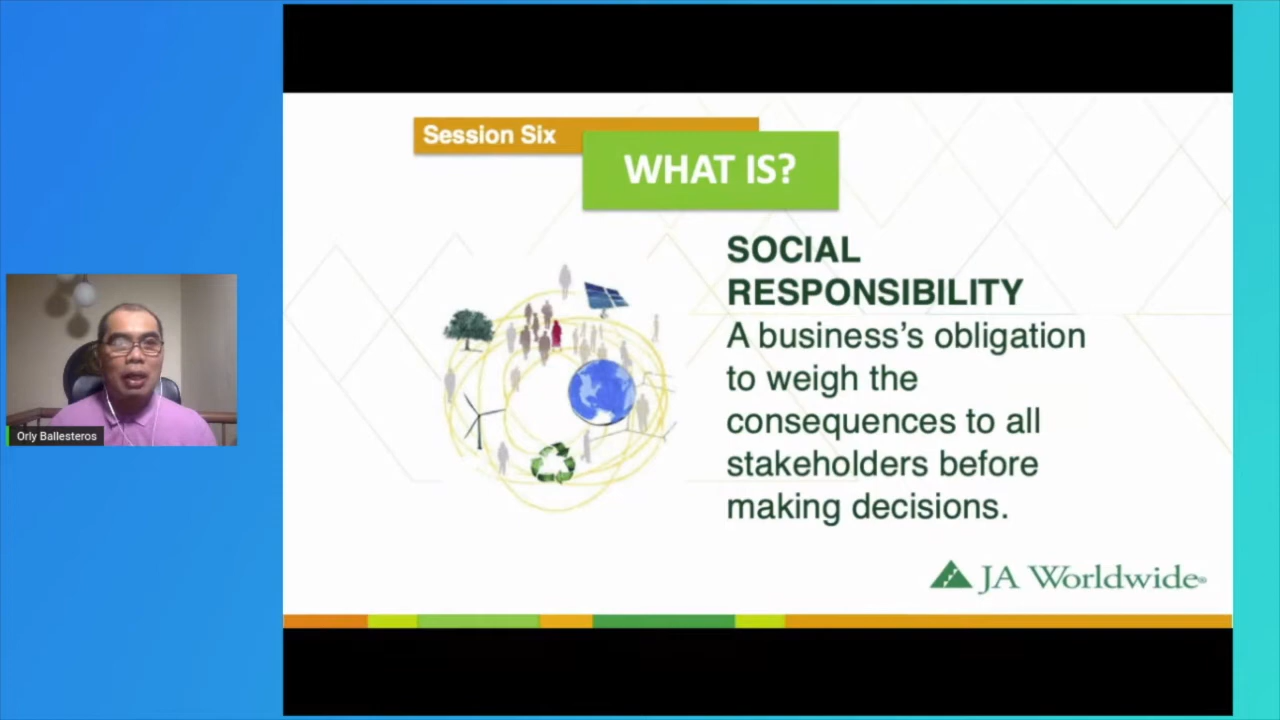 Session Six
WHAT IS?
SOCIAL
RESPONSIBILITY
A business's obligation
to weigh the
consequences to all
stakeholders before
making decisions.
JA Worldwide®
Orly Ballesteros